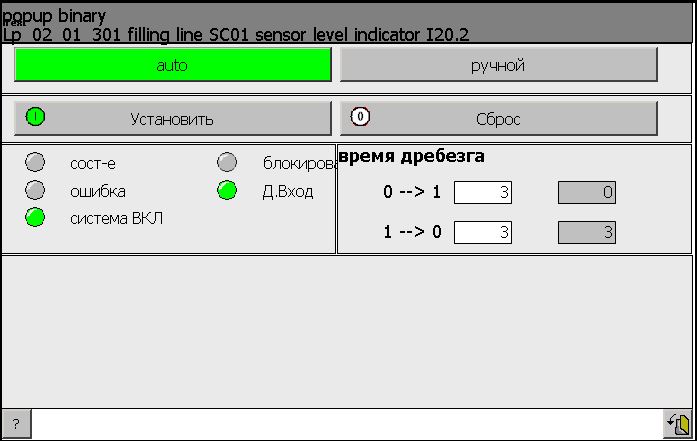 popup binary
Lp_02_01_301 filling line SC01 sensor level indicator I20.2
auto
ручной
Установить
0
Сброс
сост-е
блокирова
время дребезга
ошибка
Д.Вход
0 --> 1
3
0
система ВКЛ
1 --> 0
3
3
?